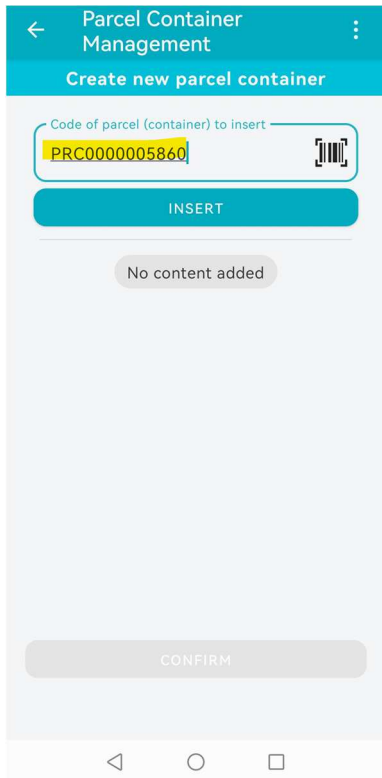 Parcel Container
Management
Create new parcel container
Code of parcel (container) to insert
PRC0000005860
INSERT
No content added
CONFIRM